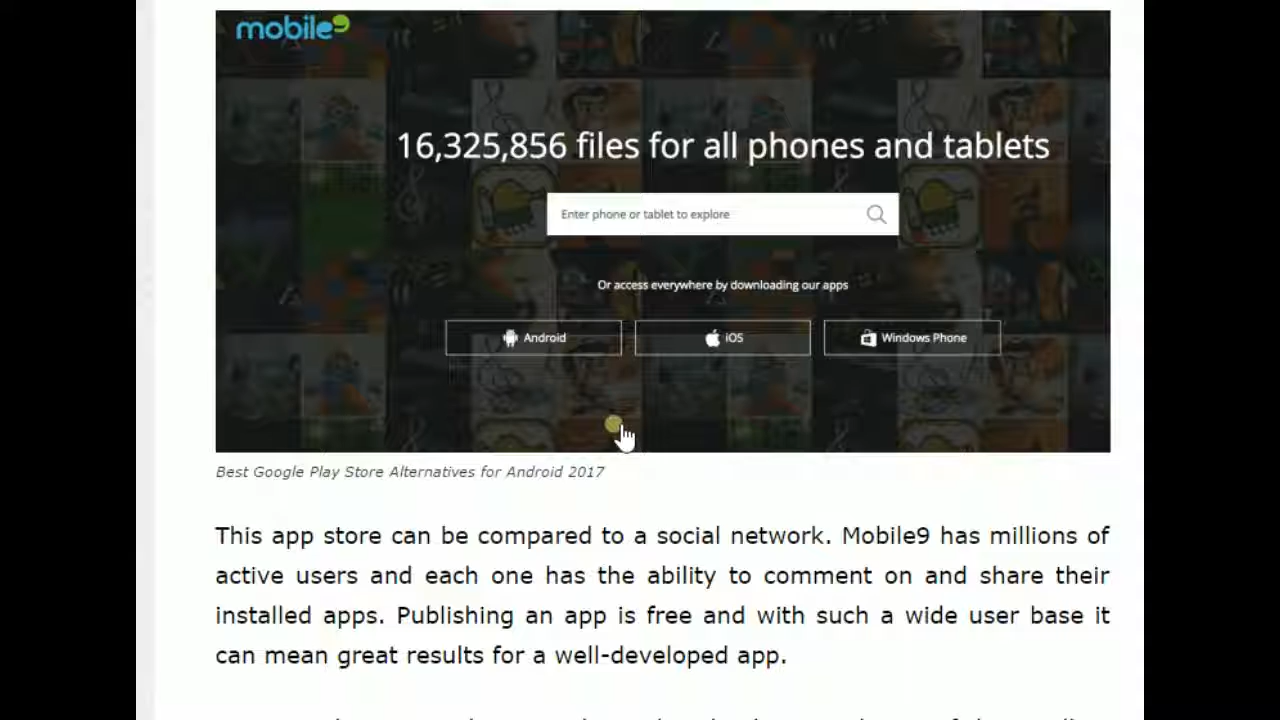 mobile9
16,325,856 files for all phones and tablets
Enter phone or tablet to explore
Or access everywhere by downloading our apps
Android
iOS
Windows Phone
Best Google Play Store Alternatives for Android 2017
This app store can be compared to a social network. Mobile9 has millions of
active users and each one has the ability to comment on and share their
installed apps. Publishing an app is free and with such a wide user base it
can mean great results for a well-developed app.